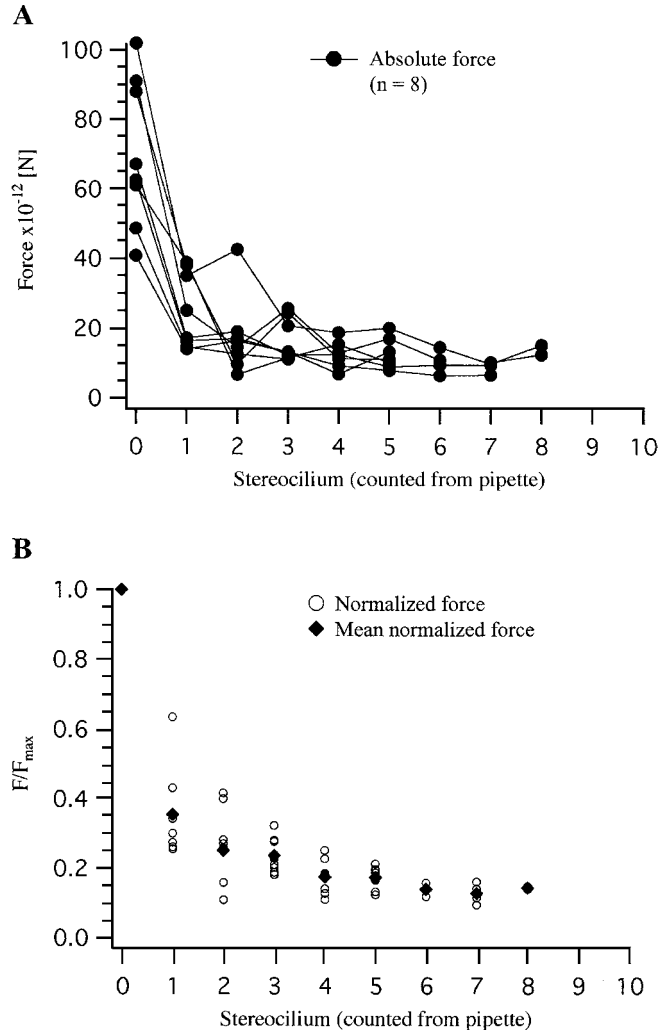 A
100
80
60
40
20
0
Force x10⁻¹² [N]
Absolute force
(n = 8)
0 1 2 3 4 5 6 7 8 9 10
Stereocilium (counted from pipette)
B
1.0
0.8
0.6
0.4
0.2
0.0
F/Fmax
Normalized force
Mean normalized force
0 1 2 3 4 5 6 7 8 9 10
Stereocilium (counted from pipette)